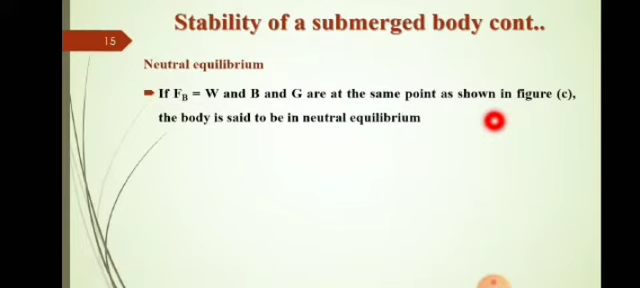 Stability of a submerged body cont..
15
Neutral equilibrium
If FB = W and B and G are at the same point as shown in figure (c),
the body is said to be in neutral equilibrium